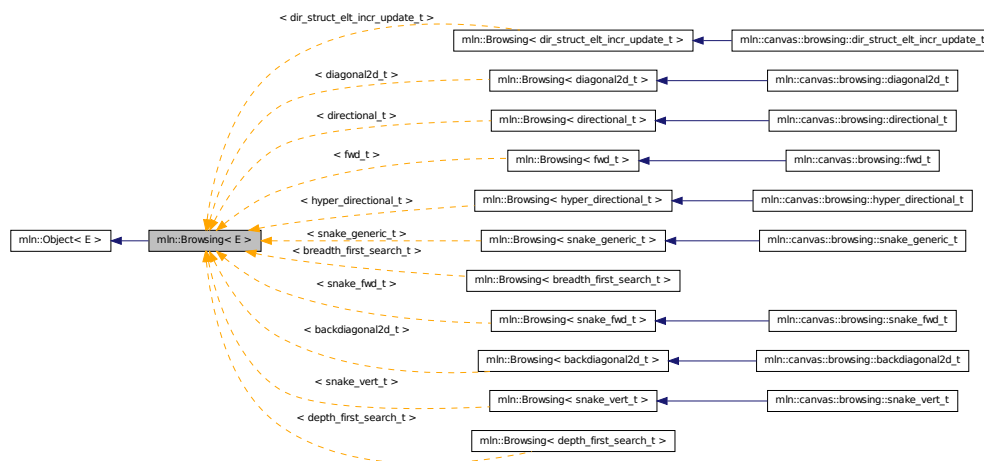 < dir_struct_elt_incr_update_t >
mln::Browsing< dir_struct_elt_incr_update_t >
mln::canvas::browsing::dir_struct_elt_incr_update_t
< diagonal2d_t >
mln::Browsing< diagonal2d_t >
mln::canvas::browsing::diagonal2d_t
< directional_t >
mln::Browsing< directional_t >
mln::canvas::browsing::directional_t
< fwd_t >
mln::Browsing< fwd_t >
mln::canvas::browsing::fwd_t
< hyper_directional_t >
mln::Browsing< hyper_directional_t >
mln::canvas::browsing::hyper_directional_t
mln::Object< E >
mln::Browsing< E >
< snake_generic_t >
mln::Browsing< snake_generic_t >
mln::canvas::browsing::snake_generic_t
< breadth_first_search_t >
mln::Browsing< breadth_first_search_t >
< snake_fwd_t >
mln::Browsing< snake_fwd_t >
mln::canvas::browsing::snake_fwd_t
< backdiagonal2d_t >
mln::Browsing< backdiagonal2d_t >
mln::canvas::browsing::backdiagonal2d_t
< snake_vert_t >
mln::Browsing< snake_vert_t >
mln::canvas::browsing::snake_vert_t
< depth_first_search_t >
mln::Browsing< depth_first_search_t >